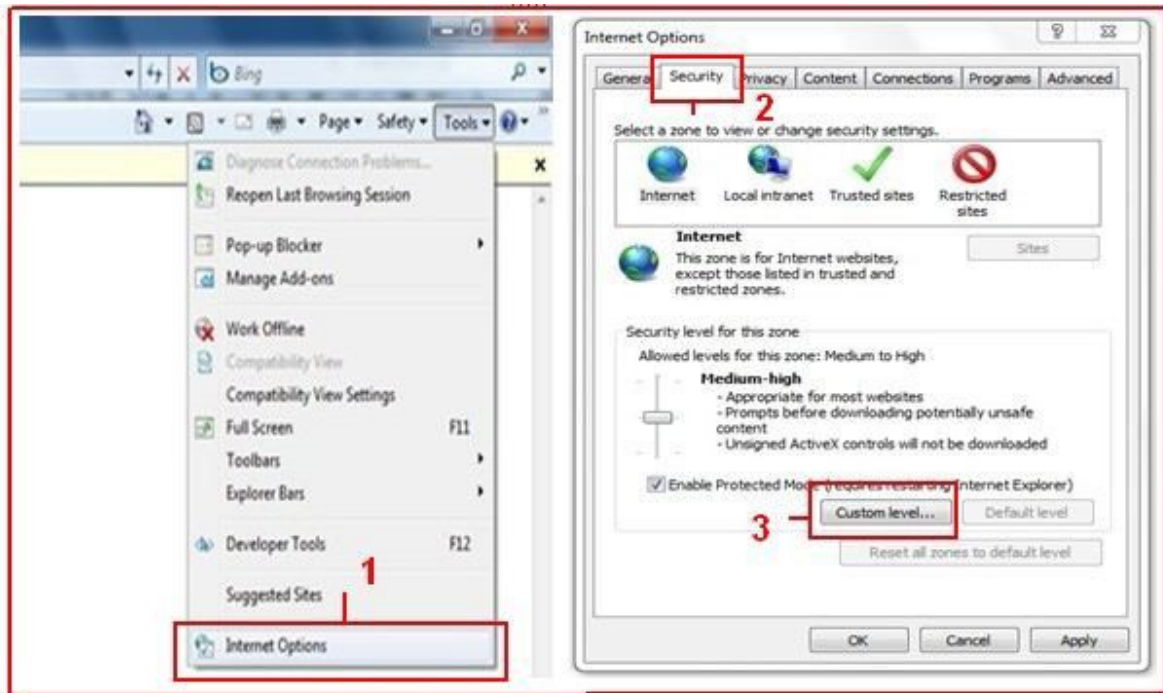 Bing
Page
Safety
Tools
Diagnose Connection Problems...
Reopen Last Browsing Session
Pop-up Blocker
Manage Add-ons
Work Offline
Compatibility View
Compatibility View Settings
Full Screen F11
Toolbars
Explorer Bars
Developer Tools F12
1
Suggested Sites
Internet Options
Internet Options
General Security Privacy Content Connections Programs Advanced
2
Select a zone to view or change security settings.
Internet Local intranet Trusted sites Restricted
sites
Internet
Sites
This zone is for Internet websites,
except those listed in trusted and
restricted zones.
Security level for this zone
Allowed levels for this zone: Medium to High
Medium-high
- Appropriate for most websites
- Prompts before downloading potentially unsafe
content
- Unsigned ActiveX controls will not be downloaded
Enable Protected Mode (requires restarting Internet Explorer)
3
Custom level... Default level
Reset all zones to default level
OK Cancel Apply